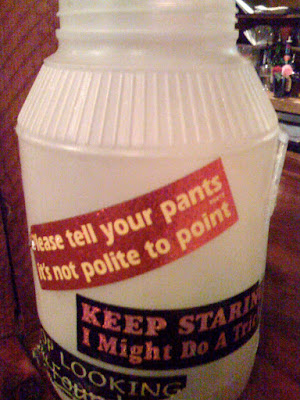 Please tell your pants
it's not polite to point
KEEP STARING
I Might Do A Trick
LOOKING